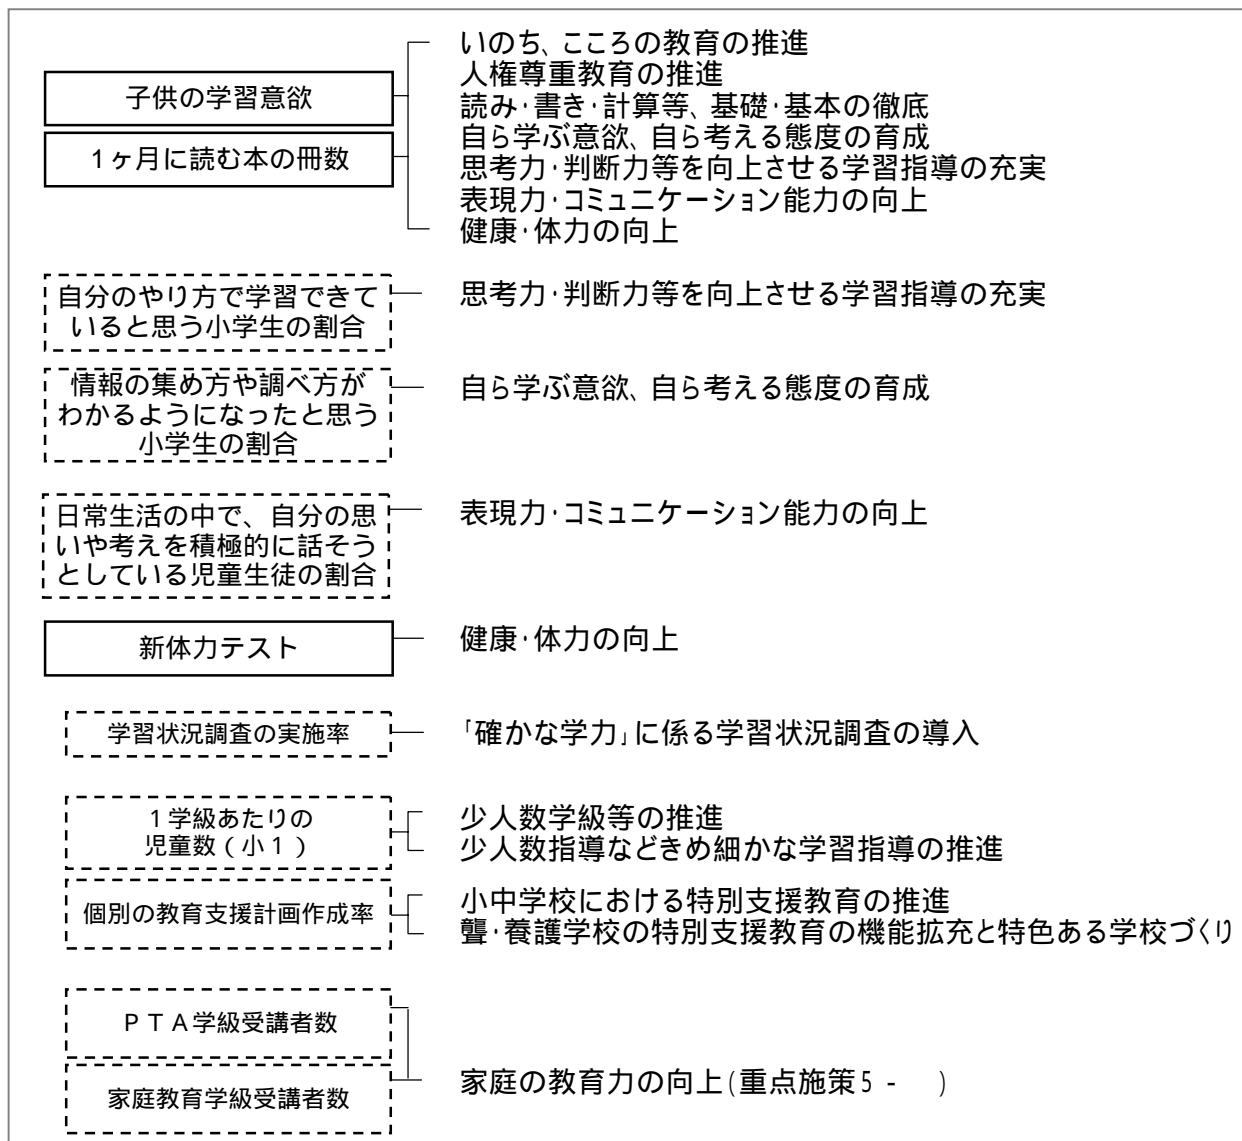 子供の学習意欲
1ヶ月に読む本の冊数
いのち、こころの教育の推進
人権尊重教育の推進
読み・書き・計算等、基礎・基本の徹底
自ら学ぶ意欲、自ら考える態度の育成
思考力・判断力等を向上させる学習指導の充実
表現力・コミュニケーション能力の向上
健康・体力の向上
自分のやり方で学習できて
いると思う小学生の割合
思考力・判断力等を向上させる学習指導の充実
情報の集め方や調べ方が
わかるようになったと思う
小学生の割合
自ら学ぶ意欲、自ら考える態度の育成
日常生活の中で、自分の思
いや考えを積極的に話そう
としている児童生徒の割合
表現力・コミュニケーション能力の向上
新体力テスト
健康・体力の向上
学習状況調査の実施率
「確かな学力」に係る学習状況調査の導入
1学級あたりの
児童数(小1)
少人数学級等の推進
少人数指導などきめ細かな学習指導の推進
個別の教育支援計画作成率
小中学校における特別支援教育の推進
聾・養護学校の特別支援教育の機能拡充と特色ある学校づくり
PTA学級受講者数
家庭教育学級受講者数
家庭の教育力の向上(重点施策5-　)